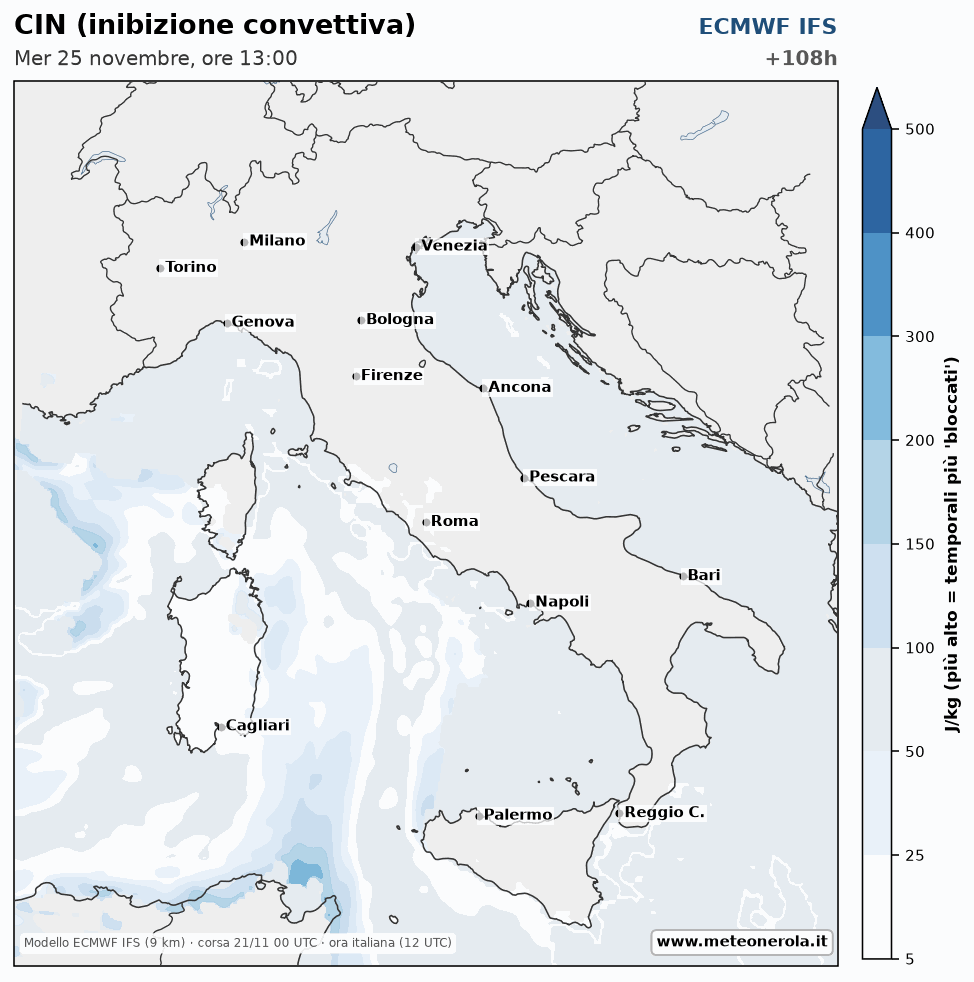 CIN (inibizione convettiva)
ECMWF IFS
Mer 25 novembre, ore 13:00
+108h
Milano
Venezia
Torino
Genova
Bologna
Firenze
Ancona
Pescara
Roma
Bari
Napoli
Cagliari
Palermo
Reggio C.
500
400
300
200
150
100
50
25
5
J/kg (più alto = temporali più 'bloccati')
Modello ECMWF IFS (9 km) · corsa 21/11 00 UTC · ora italiana (12 UTC)
www.meteonerola.it